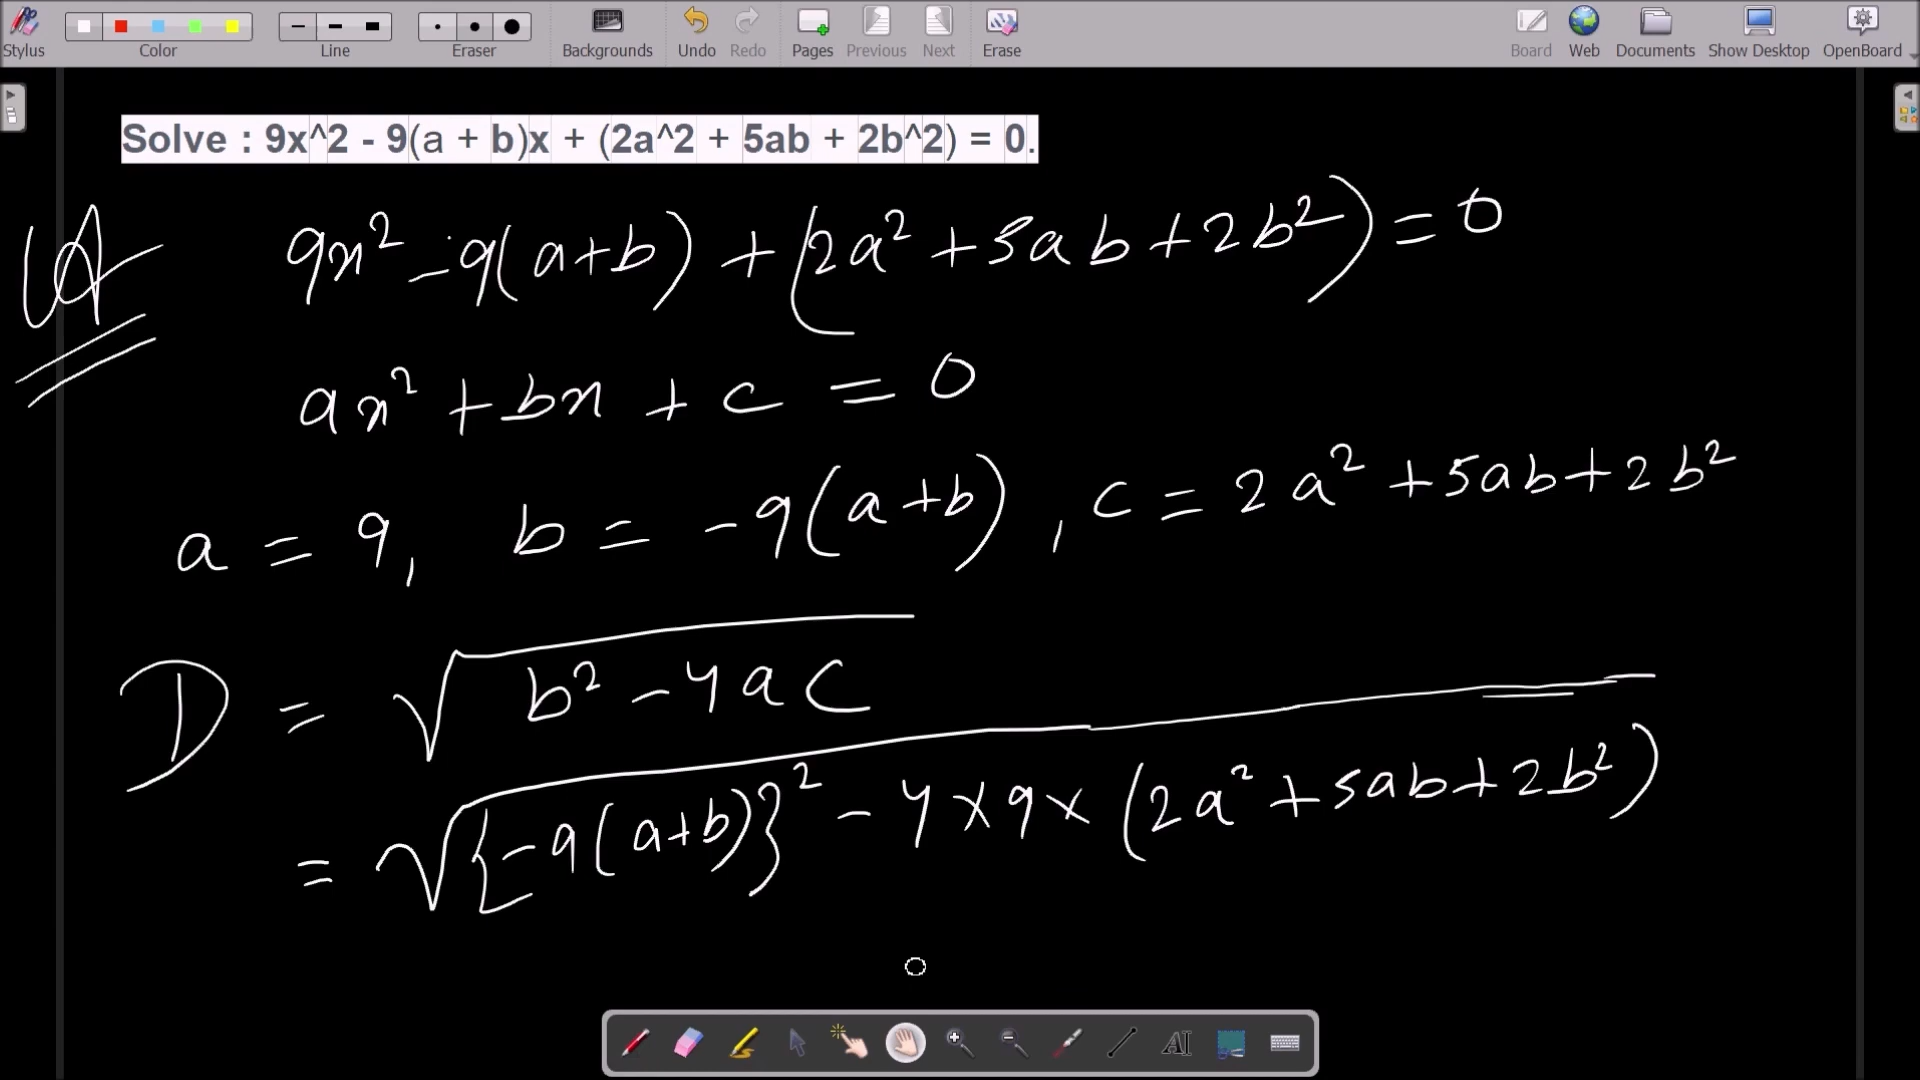 Stylus Color Line Eraser Backgrounds Undo Redo Pages Previous Next Erase Board Web Documents Show Desktop OpenBoard
Solve : 9x^2 - 9(a + b)x + (2a^2 + 5ab + 2b^2) = 0.
9x² - 9(a+b) + (2a² + 5ab + 2b²) = 0
ax² + bx + c = 0
a = 9, b = -9(a+b), c = 2a² + 5ab + 2b²
D = √(b² - 4ac)
= √({-9(a+b)}² - 4×9×(2a² + 5ab + 2b²))
AI